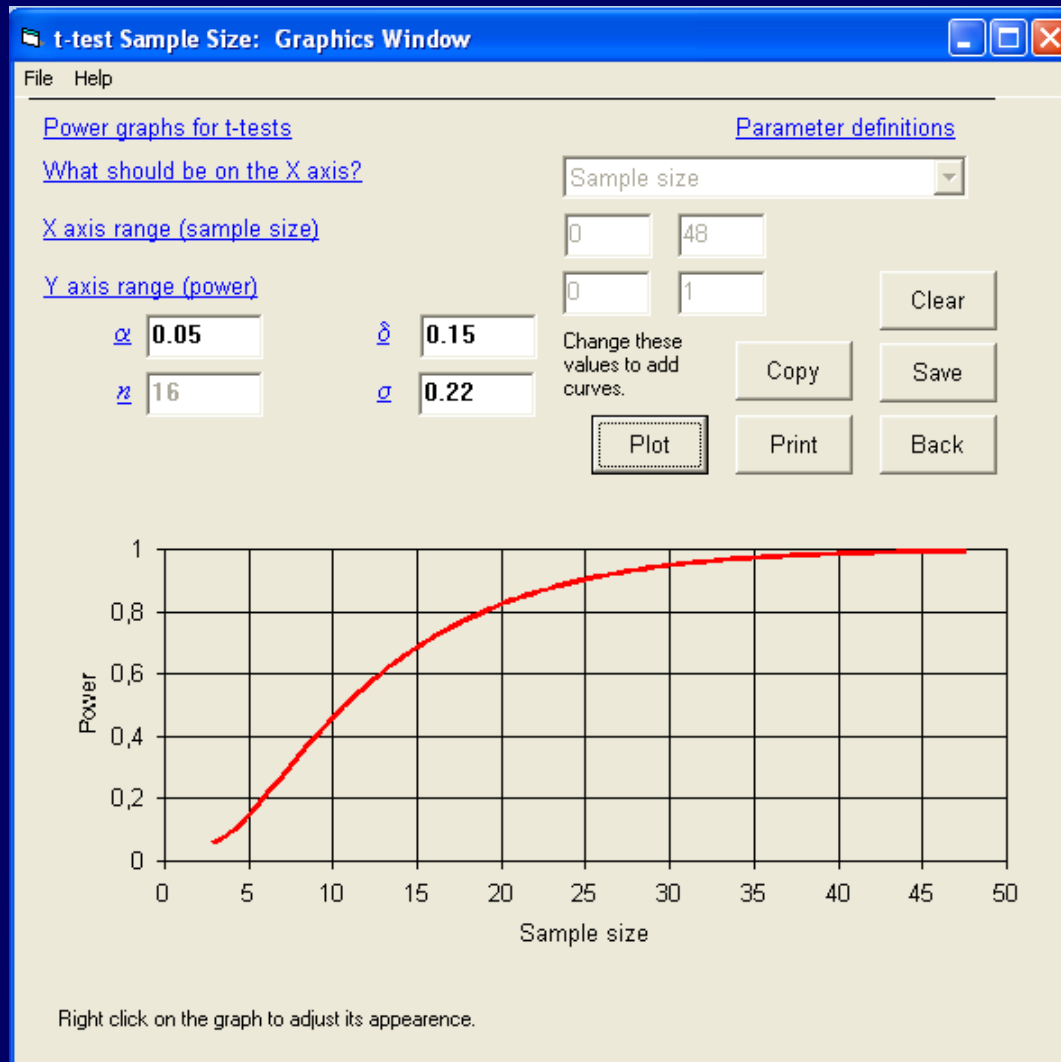 t-test Sample Size: Graphics Window
File Help
Power graphs for t-tests
Parameter definitions
What should be on the X axis?
Sample size
X axis range (sample size)
0 48
Y axis range (power)
0 1
Clear
α 0.05 δ 0.15
Change these
values to add
curves.
Copy Save
n 16 σ 0.22
Plot Print Back
1
0,8
0,6
0,4
0,2
0
Power
0 5 10 15 20 25 30 35 40 45 50
Sample size
Right click on the graph to adjust its appearence.